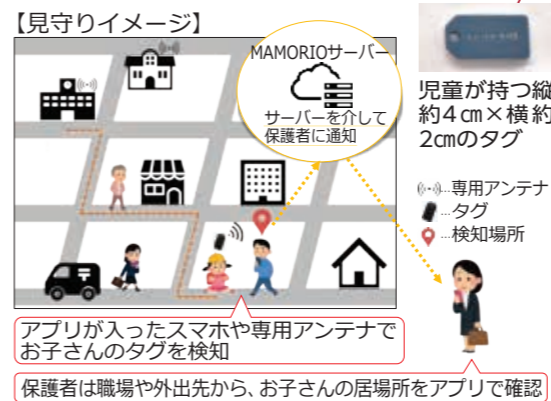 【見守りイメージ】
MAMORIOサーバー
サーバーを介して
保護者に通知
児童が持つ縦
約4㎝×横約
2㎝のタグ
…専用アンテナ
…タグ
…検知場所
アプリが入ったスマホや専用アンテナで
お子さんのタグを検知
保護者は職場や外出先から、お子さんの居場所をアプリで確認